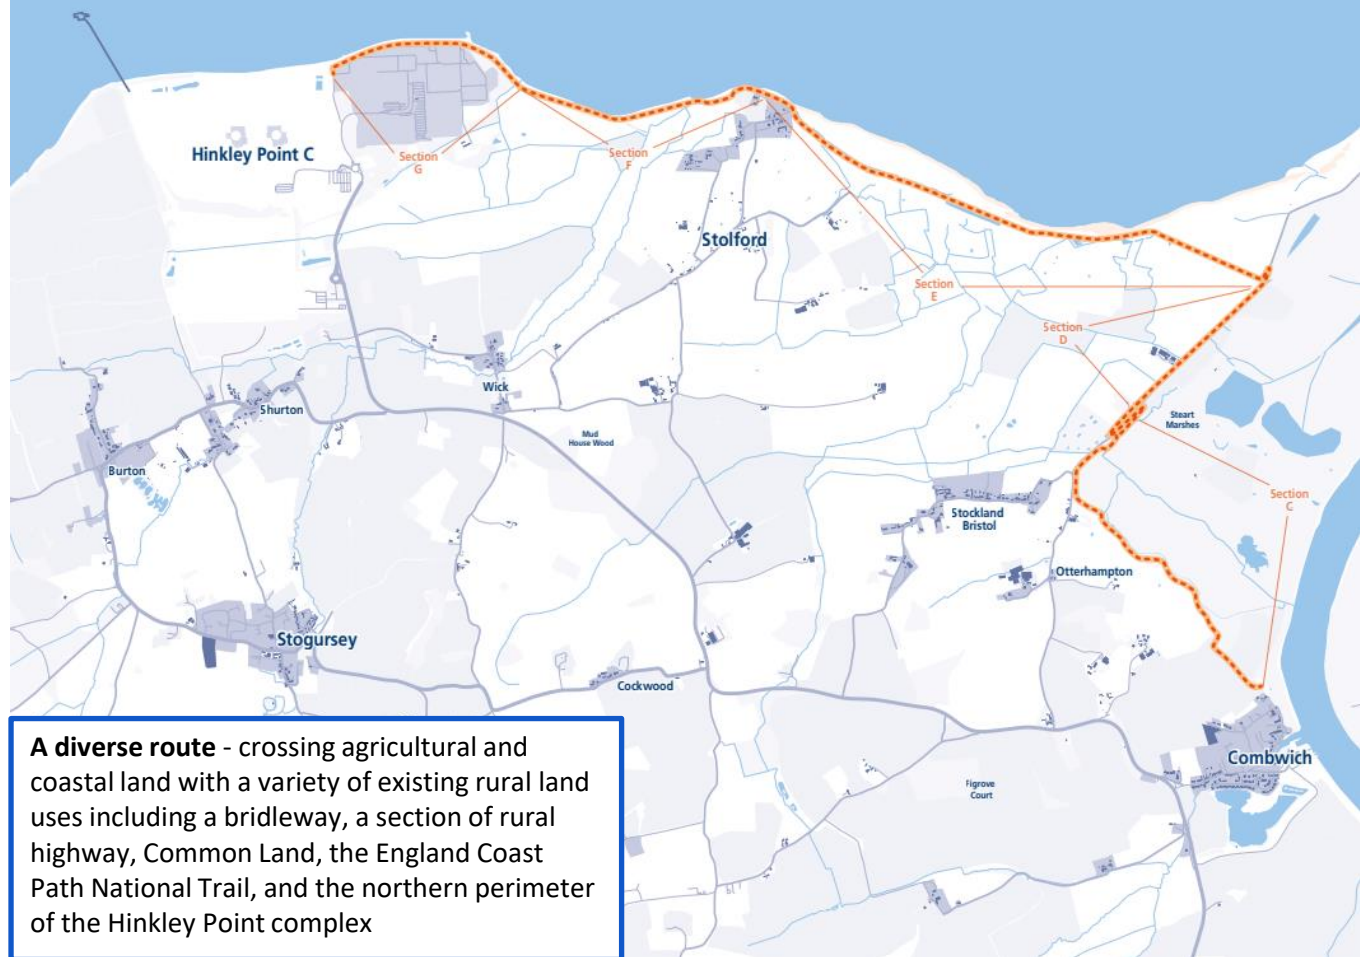 Hinkley Point C
Section
G
Section
F
Stolford
Section
E
Section
D
Wick
Shurton
Mud
House Wood
Steart
Marshes
Burton
Section
C
Stockland
Bristol
Otterhampton
Stogursey
Cockwood
Combwich
Figrove
Court
A diverse route - crossing agricultural and
coastal land with a variety of existing rural land
uses including a bridleway, a section of rural
highway, Common Land, the England Coast
Path National Trail, and the northern perimeter
of the Hinkley Point complex